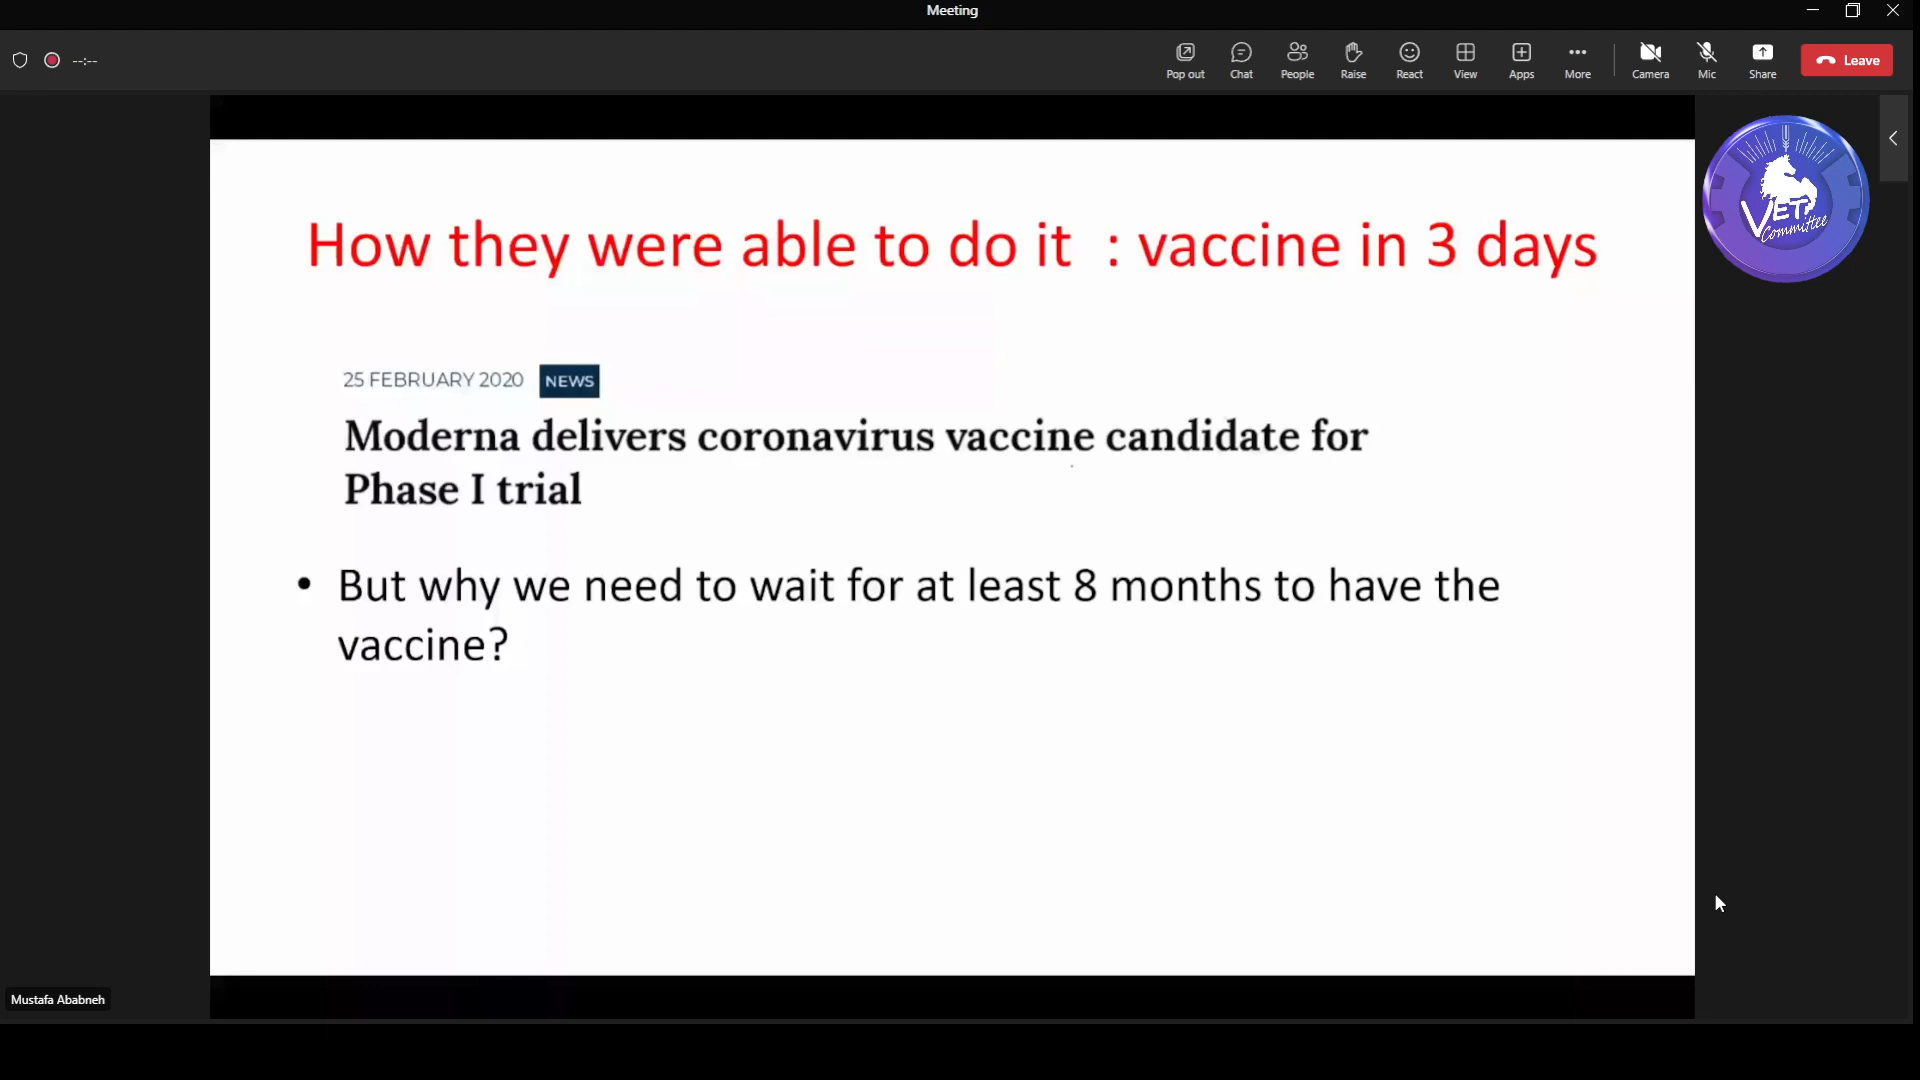 Meeting
--:--
Pop out
Chat
People
Raise
React
View
Apps
More
Camera
Mic
Share
Leave
VET
Committee
How they were able to do it : vaccine in 3 days
25 FEBRUARY 2020 NEWS
Moderna delivers coronavirus vaccine candidate for
Phase I trial
• But why we need to wait for at least 8 months to have the
vaccine?
Mustafa Ababneh